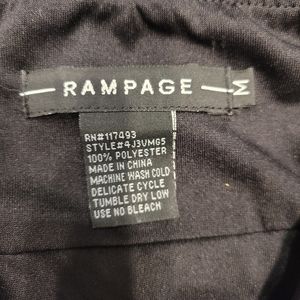 RAMPAGE
M
RN#117493
STYLE#4J3VMG5
100% POLYESTER
MADE IN CHINA
MACHINE WASH COLD
DELICATE CYCLE
TUMBLE DRY LOW
USE NO BLEACH